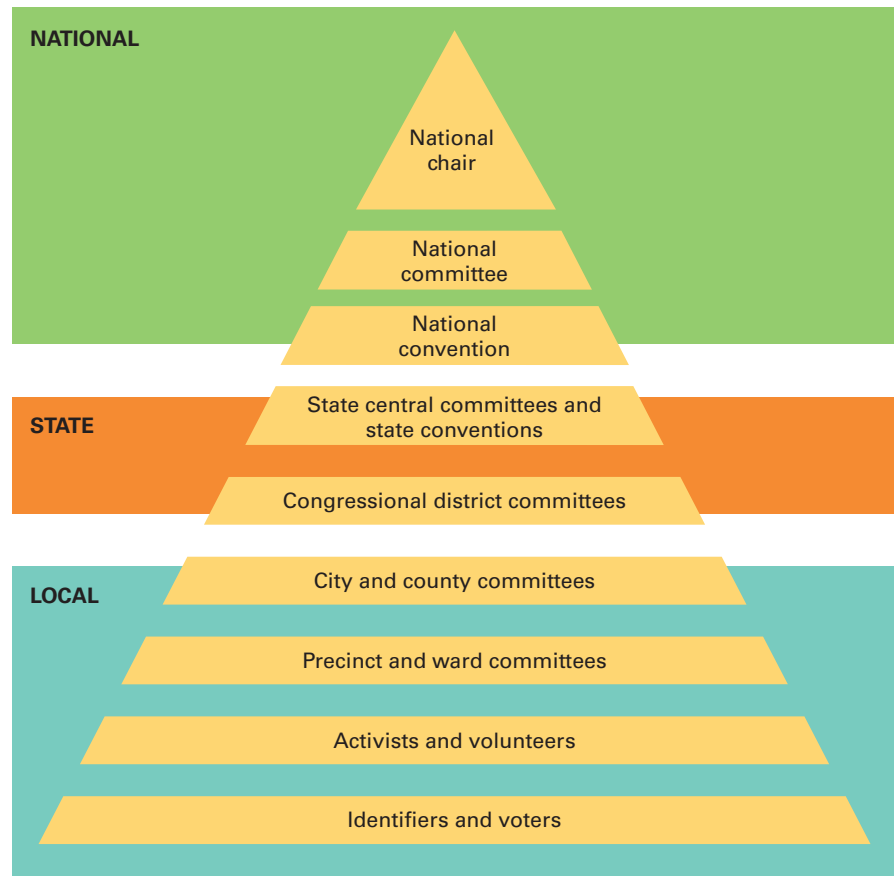 NATIONAL
National
chair
National
committee
National
convention
STATE
State central committees and
state conventions
Congressional district committees
LOCAL
City and county committees
Precinct and ward committees
Activists and volunteers
Identifiers and voters